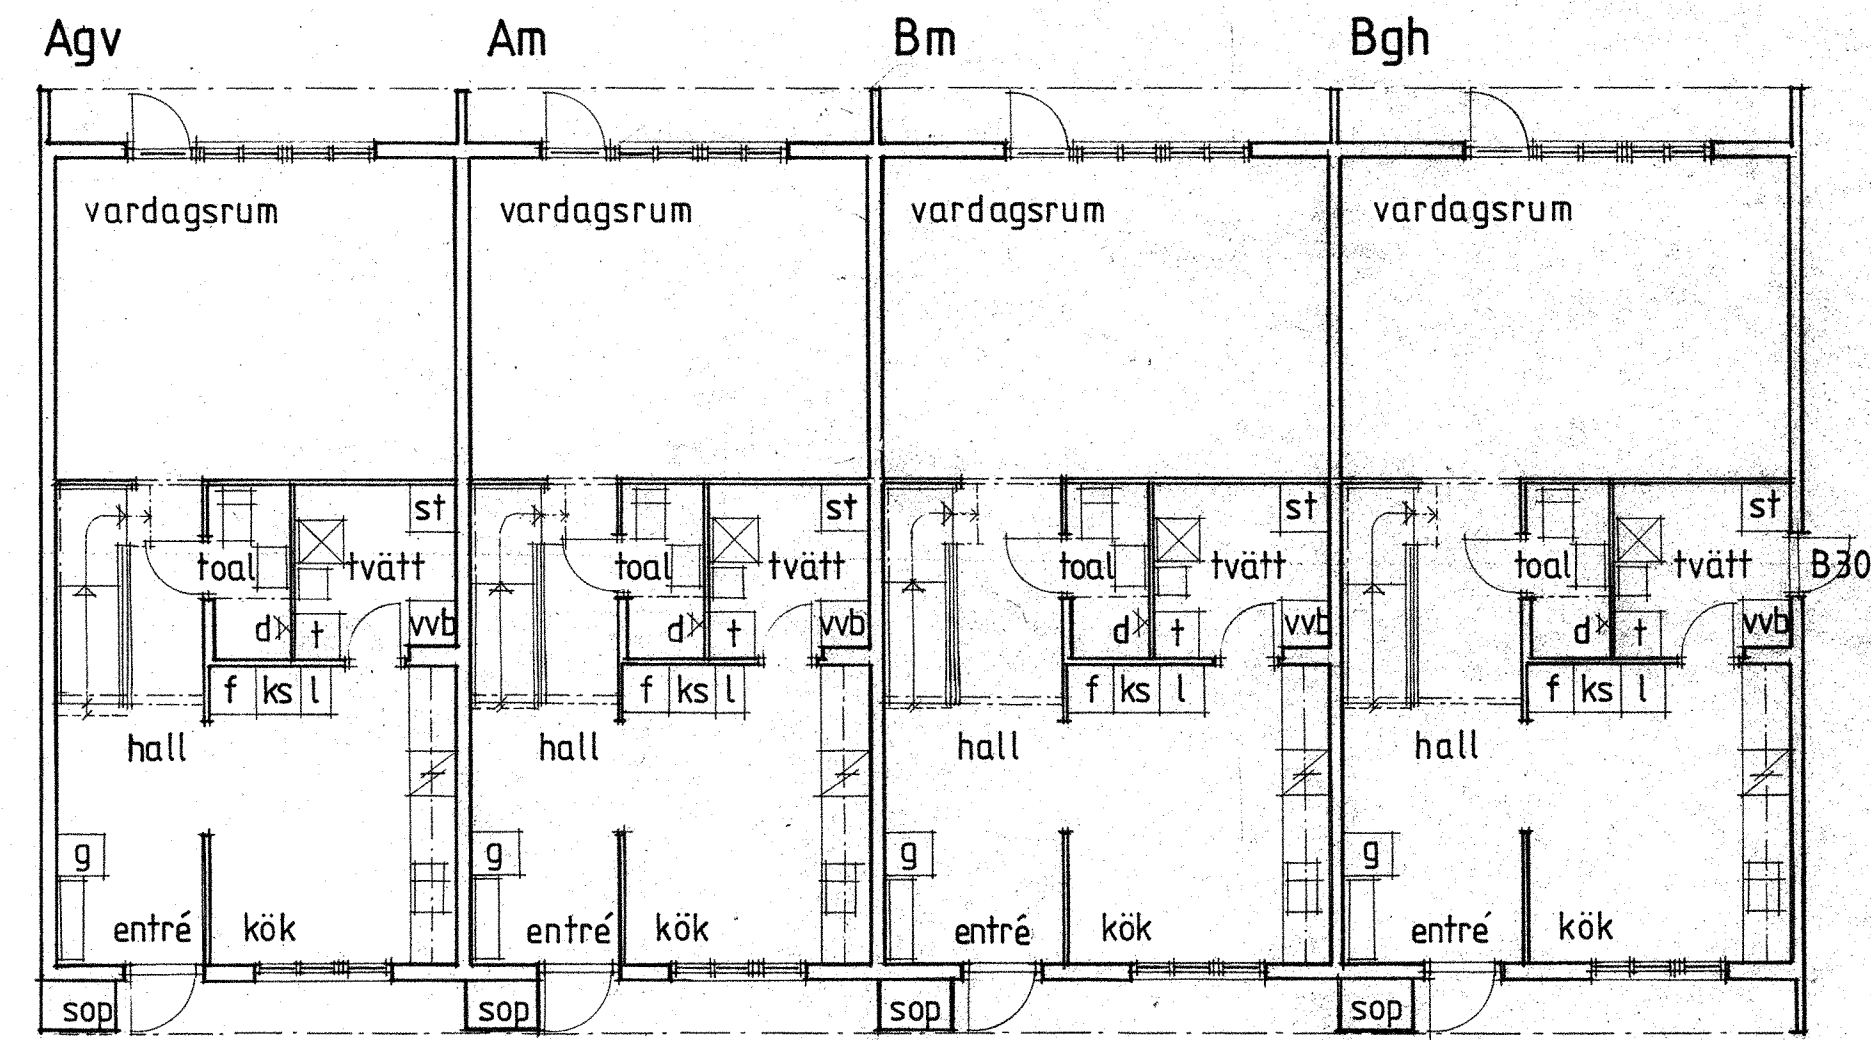 Agv Am Bm Bgh
vardagsrum vardagsrum vardagsrum vardagsrum
st st st st
toal tvätt toal tvätt toal tvätt toal tvätt B30
d t vvb d t vvb d t vvb d t vvb
f ks l f ks l f ks l f ks l
hall hall hall hall
g g g g
entré kök entré kök entré kök entré kök
sop sop sop sop